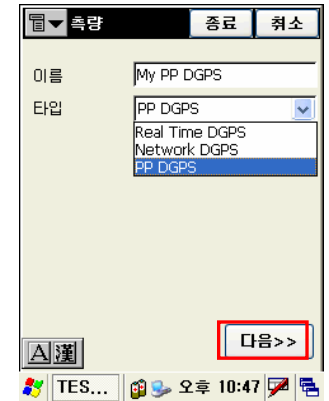 측량 종료 취소
이름 My PP DGPS
타입 PP DGPS
Real Time DGPS
Network DGPS
PP DGPS
다음>>
A漢
TES... 오후 10:47